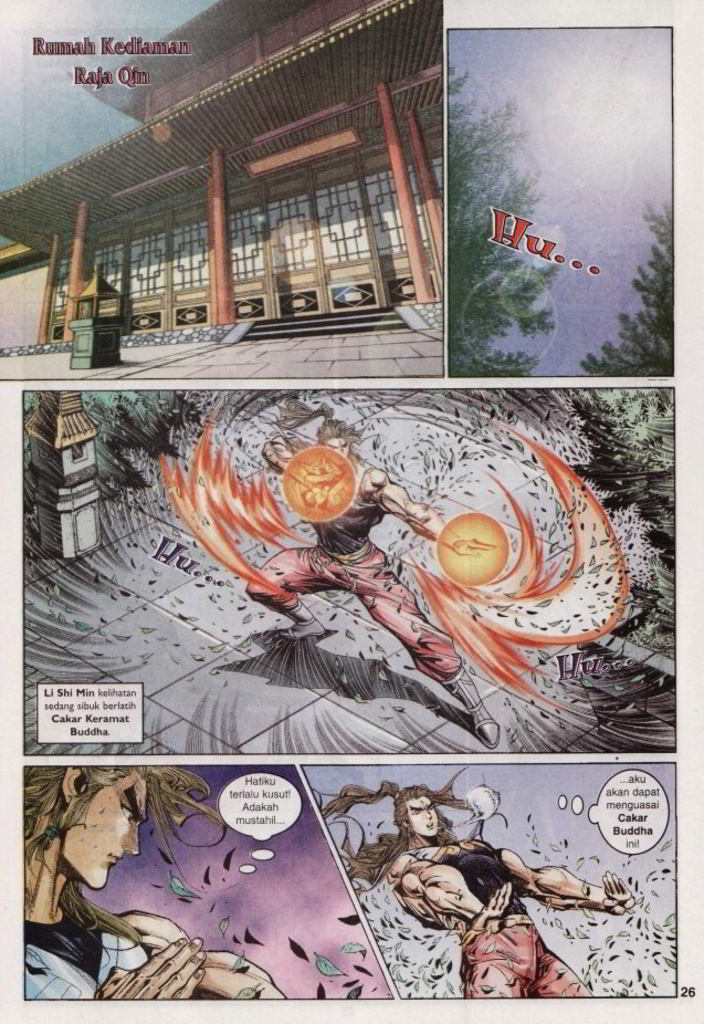 Rumah Kediaman
Raja Qin
Hu...
Hu...
Hu...
Li Shi Min kelihatan
sedang sibuk berlatih
Cakar Keramat
Buddha.
Hatiku
terlalu kusut!
Adakah
mustahil...
...aku
akan dapat
menguasai
Cakar
Buddha
ini!
26